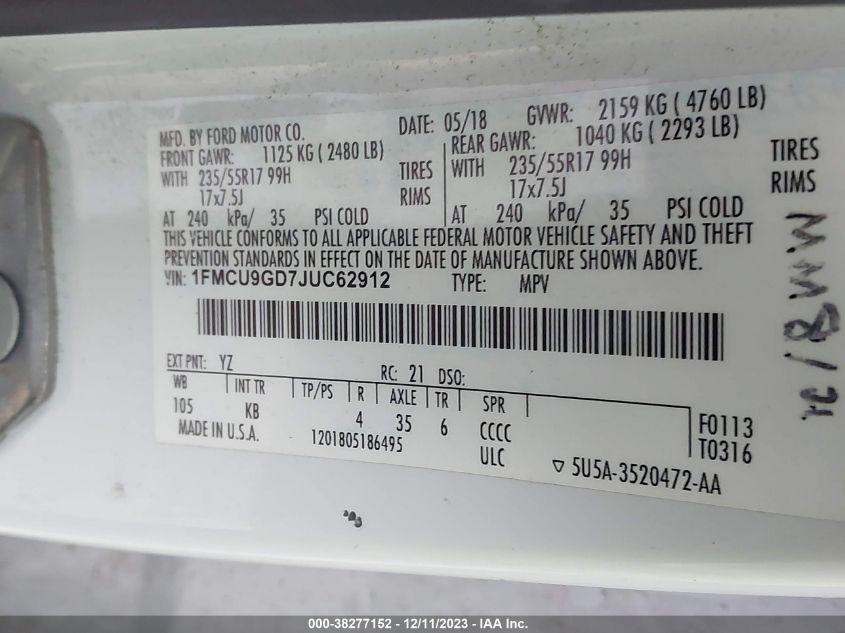 MFD. BY FORD MOTOR CO.
DATE: 05/18 GVWR: 2159 KG ( 4760 LB)
FRONT GAWR: 1125 KG ( 2480 LB)
REAR GAWR: 1040 KG ( 2293 LB)
WITH 235/55R17 99H TIRES
17x7.5J RIMS
WITH 235/55R17 99H TIRES
17x7.5J RIMS
AT 240 kPa/ 35 PSI COLD
AT 240 kPa/ 35 PSI COLD
THIS VEHICLE CONFORMS TO ALL APPLICABLE FEDERAL MOTOR VEHICLE SAFETY AND THEFT
PREVENTION STANDARDS IN EFFECT ON THE DATE OF MANUFACTURE SHOWN ABOVE.
VIN: 1FMCU9GD7JUC62912 TYPE: MPV
EXT PNT: YZ RC: 21 DSO:
WB INT TR TP/PS R AXLE TR SPR
105 KB 4 35 6 CCCC
F0113
MADE IN U.S.A. 1201805186495 ULC
T0316
5U5A-3520472-AA
000-38277152 - 12/11/2023 - IAA Inc.